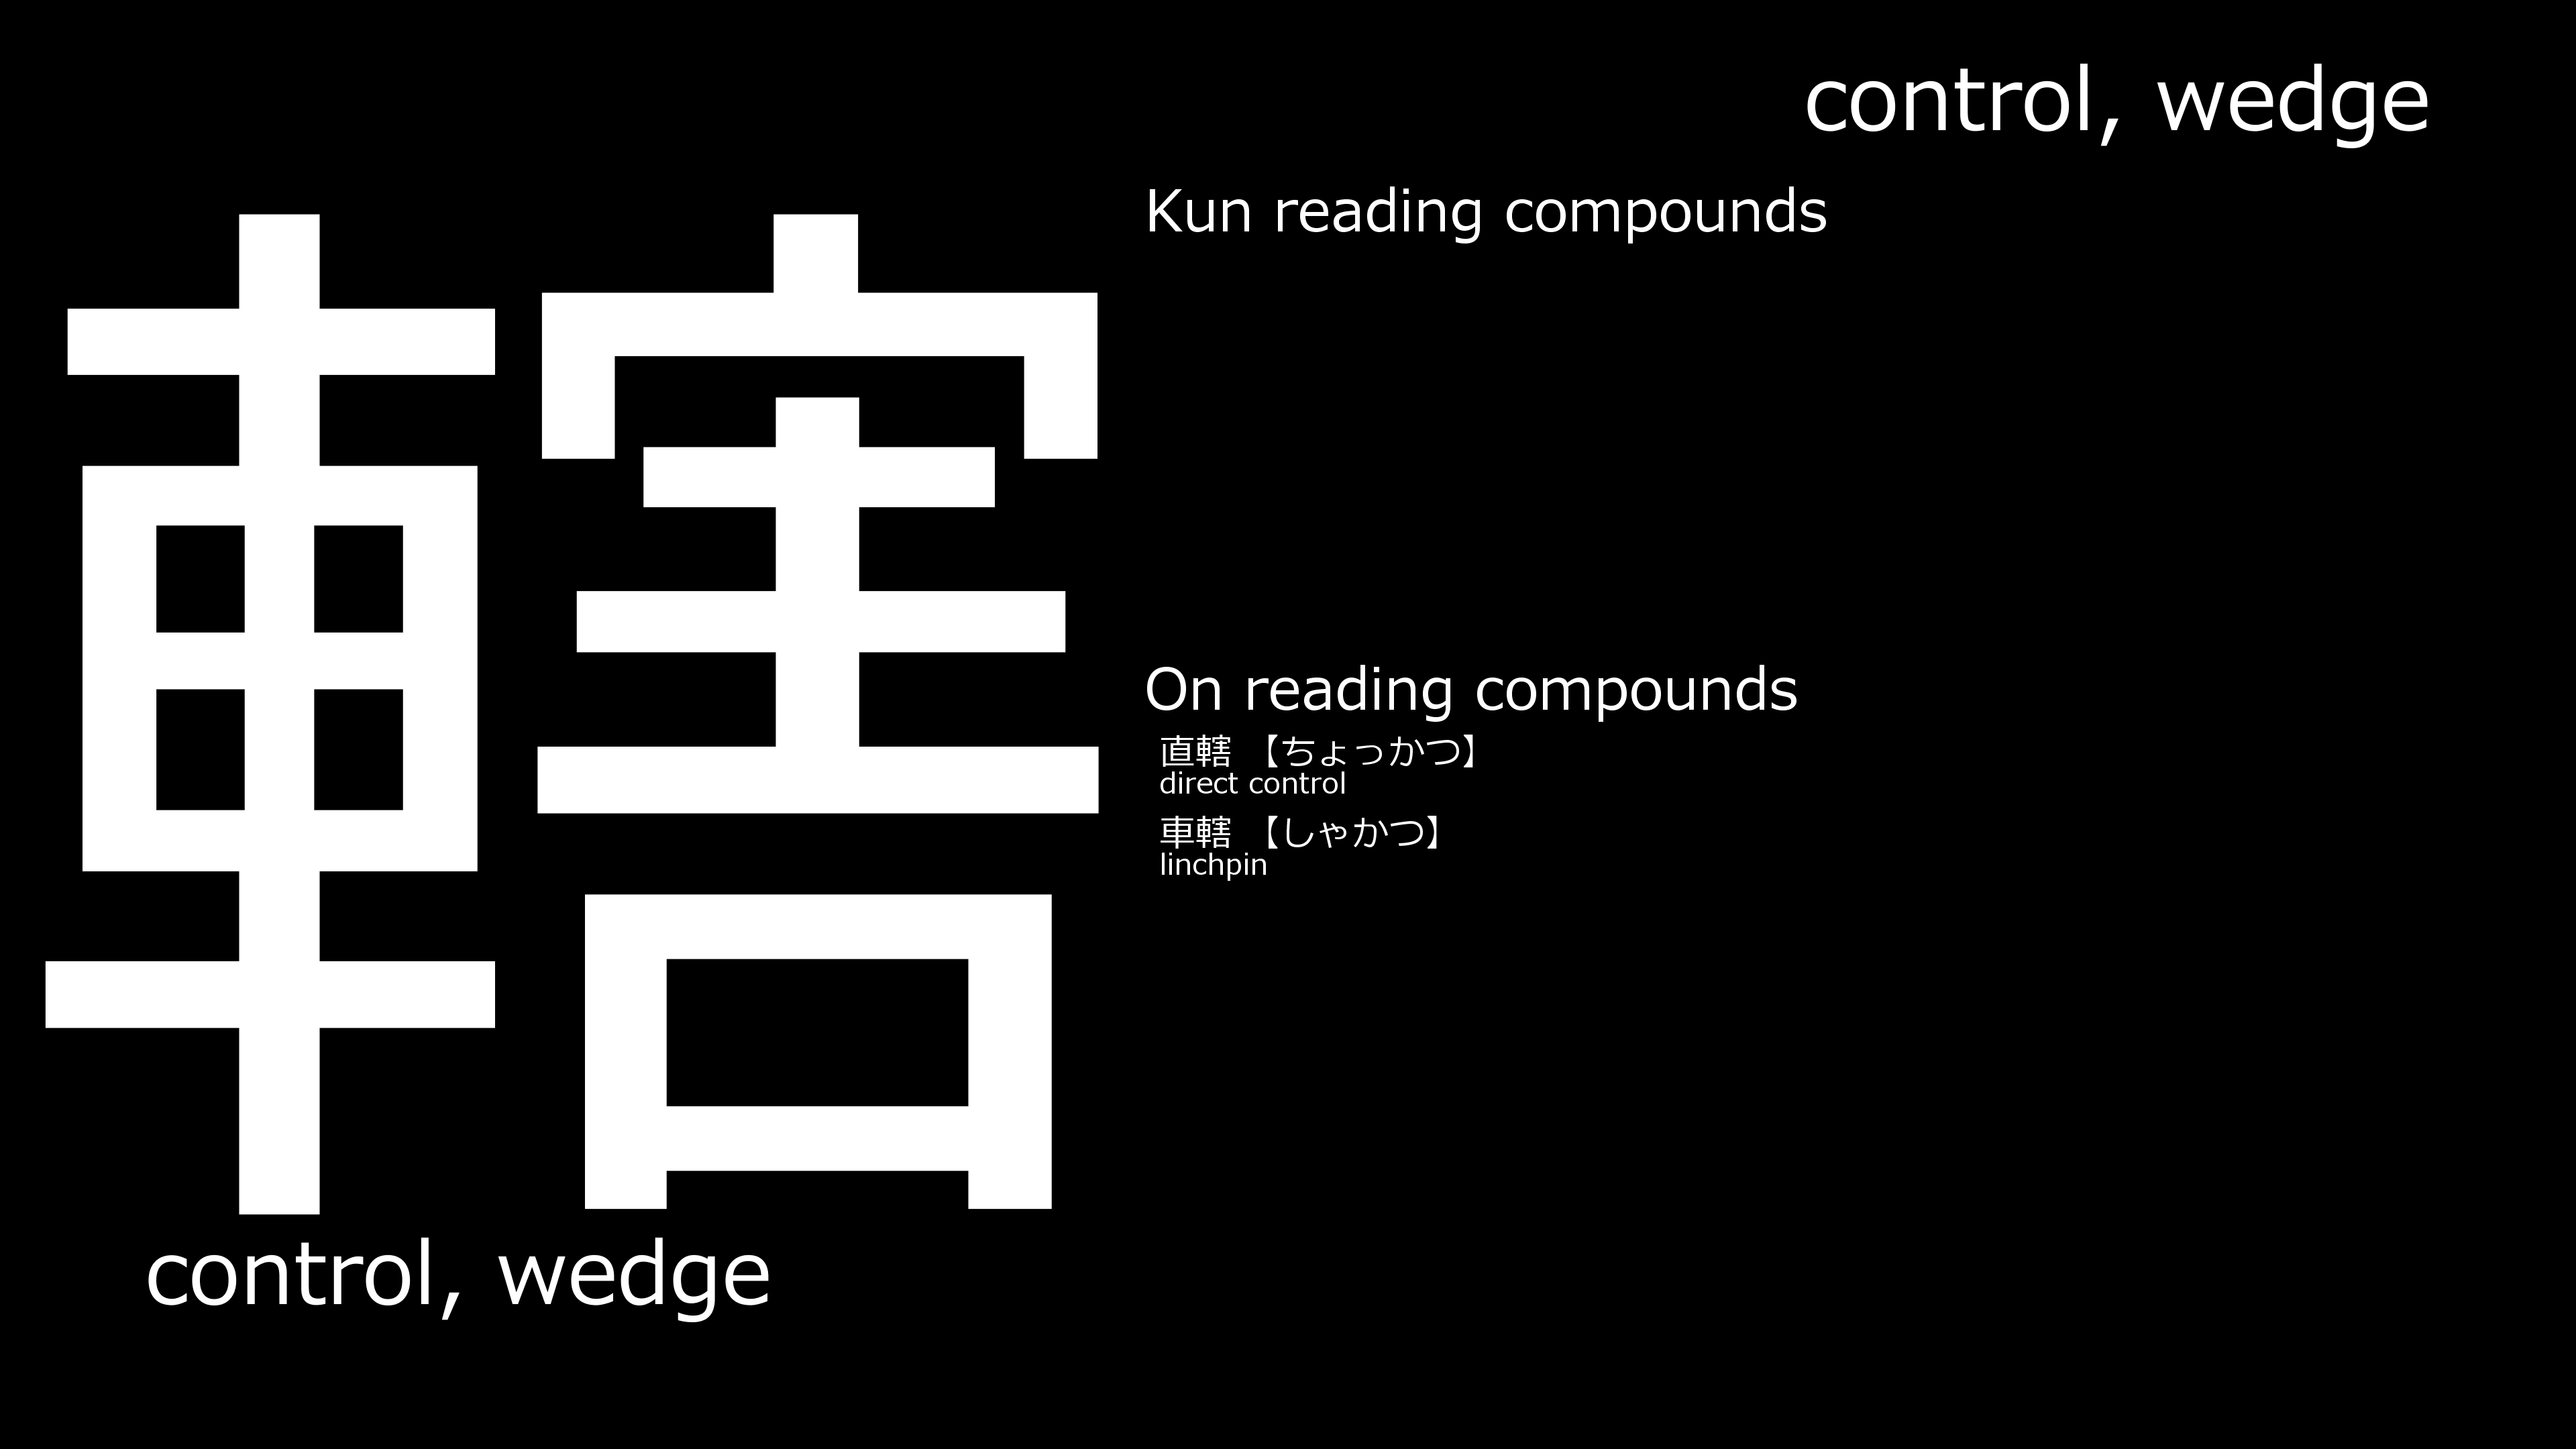 轄
control, wedge
control, wedge
Kun reading compounds
On reading compounds
直轄 【ちょっかつ】
direct control
車轄 【しゃかつ】
linchpin